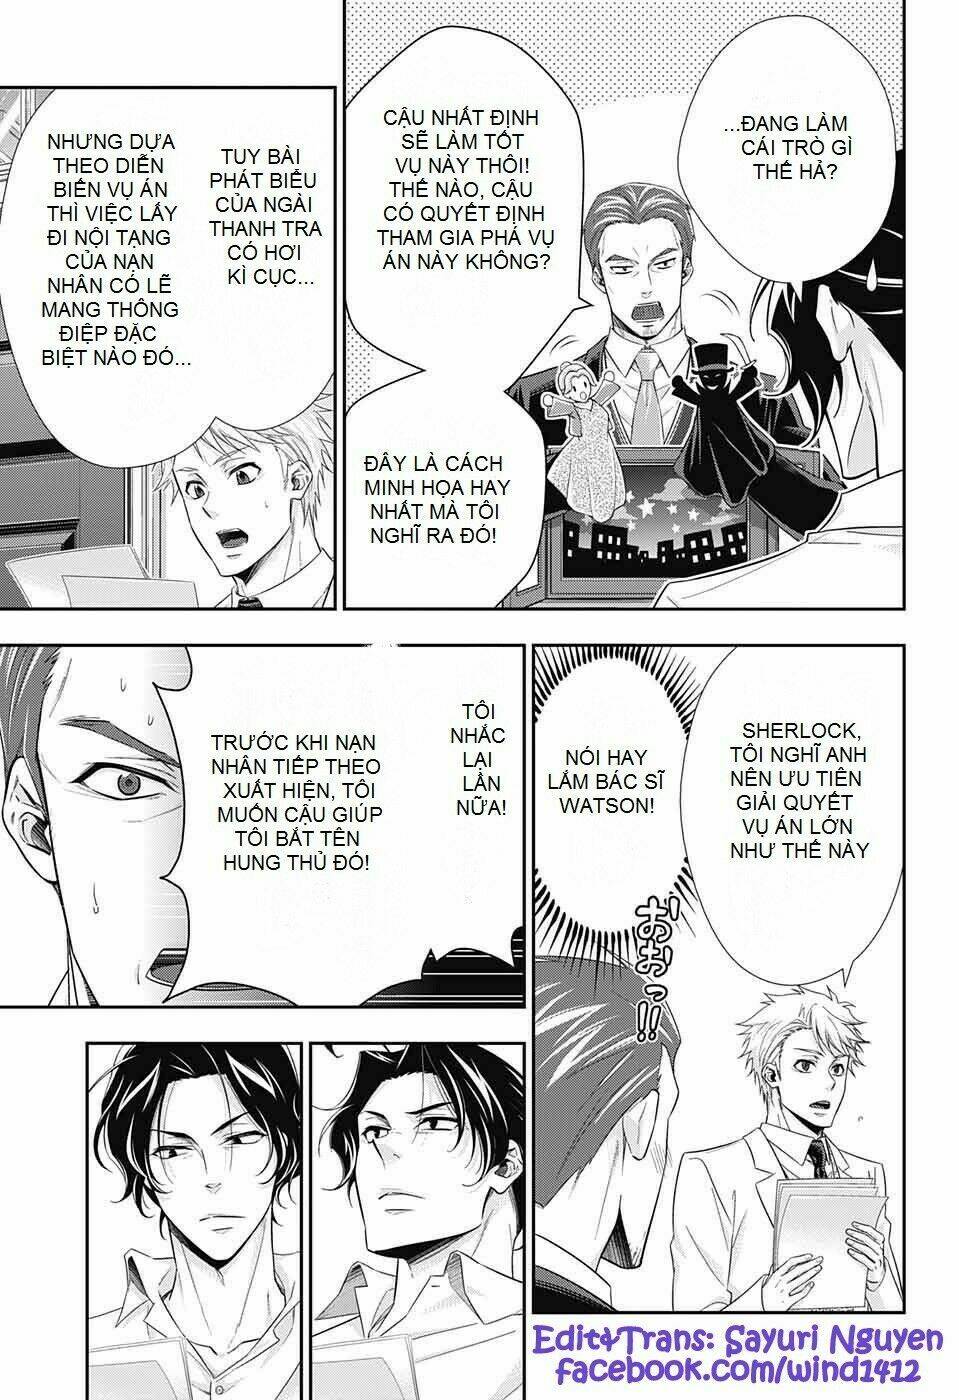 ...ĐANG LÀM
CÁI TRÒ GÌ
THẾ HẢ?
CẬU NHẤT ĐỊNH
SẼ LÀM TỐT
VỤ NÀY THÔI!
THẾ NÀO, CẬU
CÓ QUYẾT ĐỊNH
THAM GIA PHÁ VỤ
ÁN NÀY KHÔNG?
ĐÂY LÀ CÁCH
MINH HỌA HAY
NHẤT MÀ TÔI
NGHĨ RA ĐÓ!
TUY BÀI
PHÁT BIỂU
CỦA NGÀI
THANH TRA
CÓ HƠI
KÌ CỤC...
NHƯNG DỰA
THEO DIỄN
BIẾN VỤ ÁN
THÌ VIỆC LẤY
ĐI NỘI TẠNG
CỦA NẠN
NHÂN CÓ LẼ
MANG THÔNG
ĐIỆP ĐẶC
BIỆT NÀO ĐÓ...
SHERLOCK,
TÔI NGHĨ ANH
NÊN ƯU TIÊN
GIẢI QUYẾT
VỤ ÁN LỚN
NHƯ THẾ NÀY
NÓI HAY
LẮM BÁC SĨ
WATSON!
おおっ!!
TÔI
NHẮC
LẠI
LẦN
NỮA!
TRƯỚC KHI NẠN
NHÂN TIẾP THEO
XUẤT HIỆN, TÔI
MUỐN CẬU GIÚP
TÔI BẮT TÊN
HUNG THỦ ĐÓ!
Edit&Trans: Sayuri Nguyen
facebook.com/wind1412